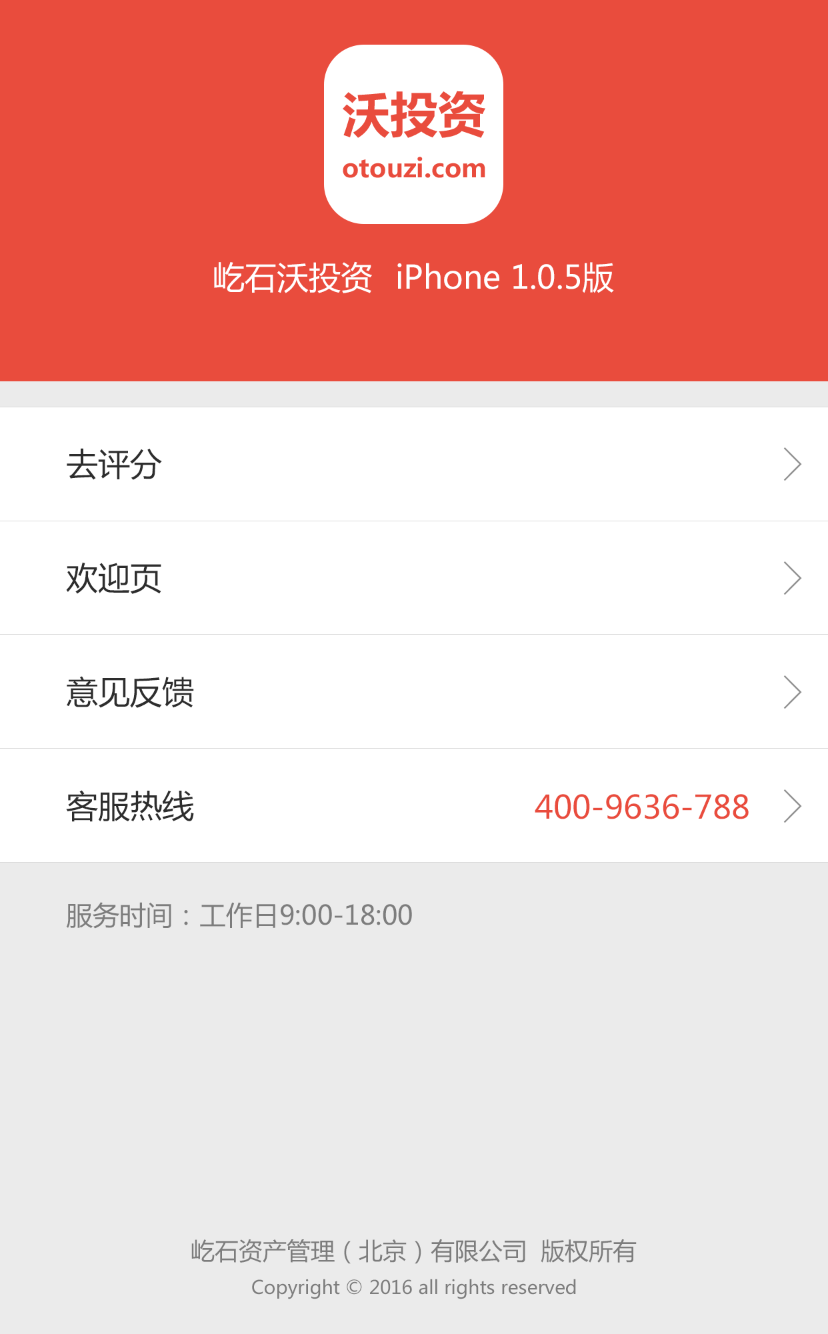 沃投资
otouzi.com
屹石沃投资 iPhone 1.0.5版
去评分
欢迎页
意见反馈
客服热线 400-9636-788
服务时间：工作日9:00-18:00
屹石资产管理（北京）有限公司 版权所有
Copyright © 2016 all rights reserved